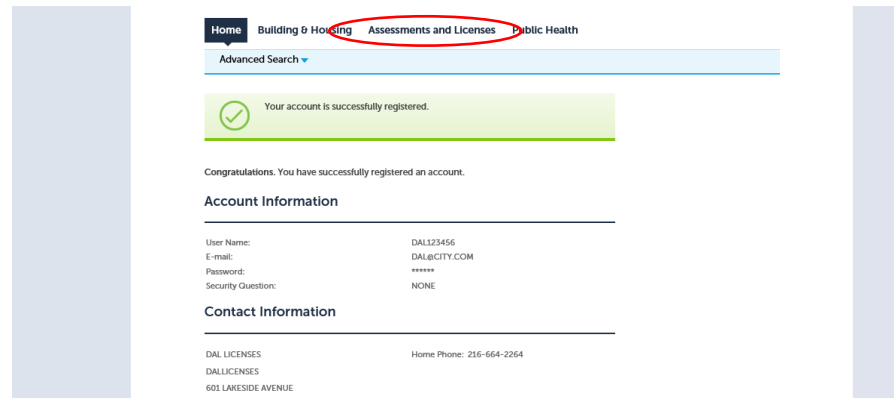 Home Building & Housing Assessments and Licenses Public Health
Advanced Search
Your account is successfully registered.
Congratulations. You have successfully registered an account.
Account Information
User Name: DAL123456
E-mail: DAL@CITY.COM
Password: ******
Security Question: NONE
Contact Information
DAL LICENSES Home Phone: 216-664-2264
DALLICENSES
601 LAKESIDE AVENUE